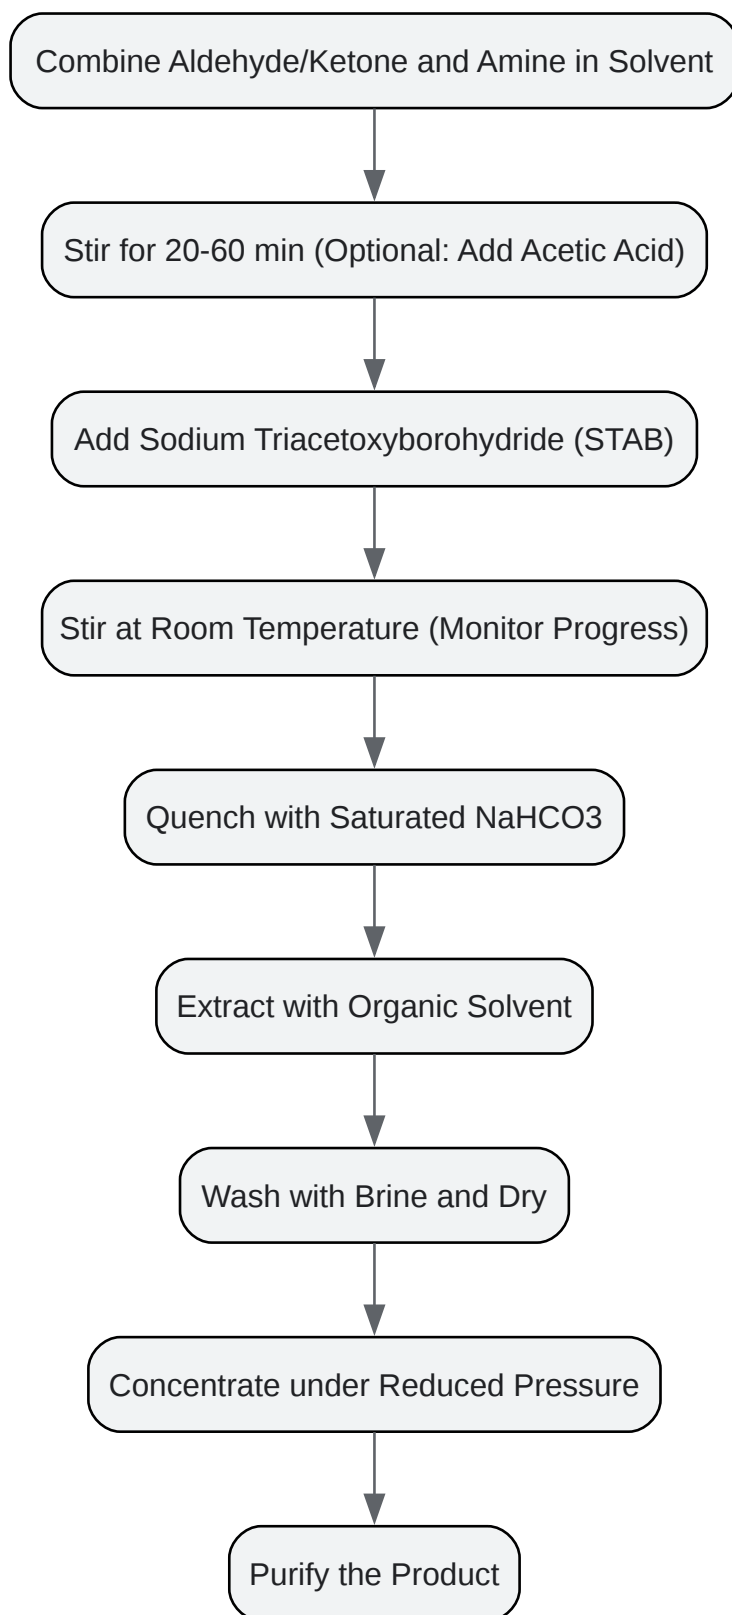 Combine Aldehyde/Ketone and Amine in Solvent
Stir for 20-60 min (Optional: Add Acetic Acid)
Add Sodium Triacetoxyborohydride (STAB)
Stir at Room Temperature (Monitor Progress)
Quench with Saturated NaHCO3
Extract with Organic Solvent
Wash with Brine and Dry
Concentrate under Reduced Pressure
Purify the Product